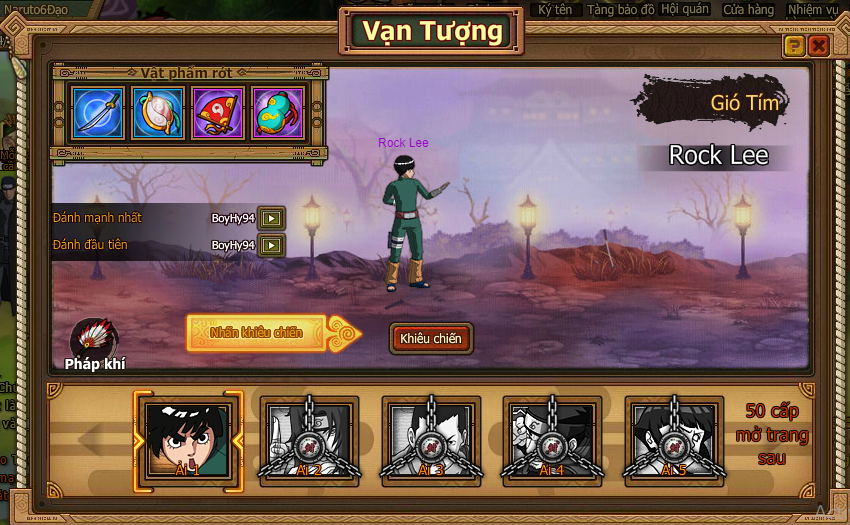 Naruto6Đạo
Ký tên
Tàng bảo đồ
Hội quán
Cửa hàng
Nhiệm vụ
Vạn Tượng
?
Vật phẩm rớt
Gió Tím
Rock Lee
Rock Lee
Đánh mạnh nhất BoyHy94
Đánh đầu tiên BoyHy94
Nhấn khiêu chiến
Khiêu chiến
Pháp khí
Ải 1
Ải 2
Ải 3
Ải 4
Ải 5
50 cấp
mở trang
sau